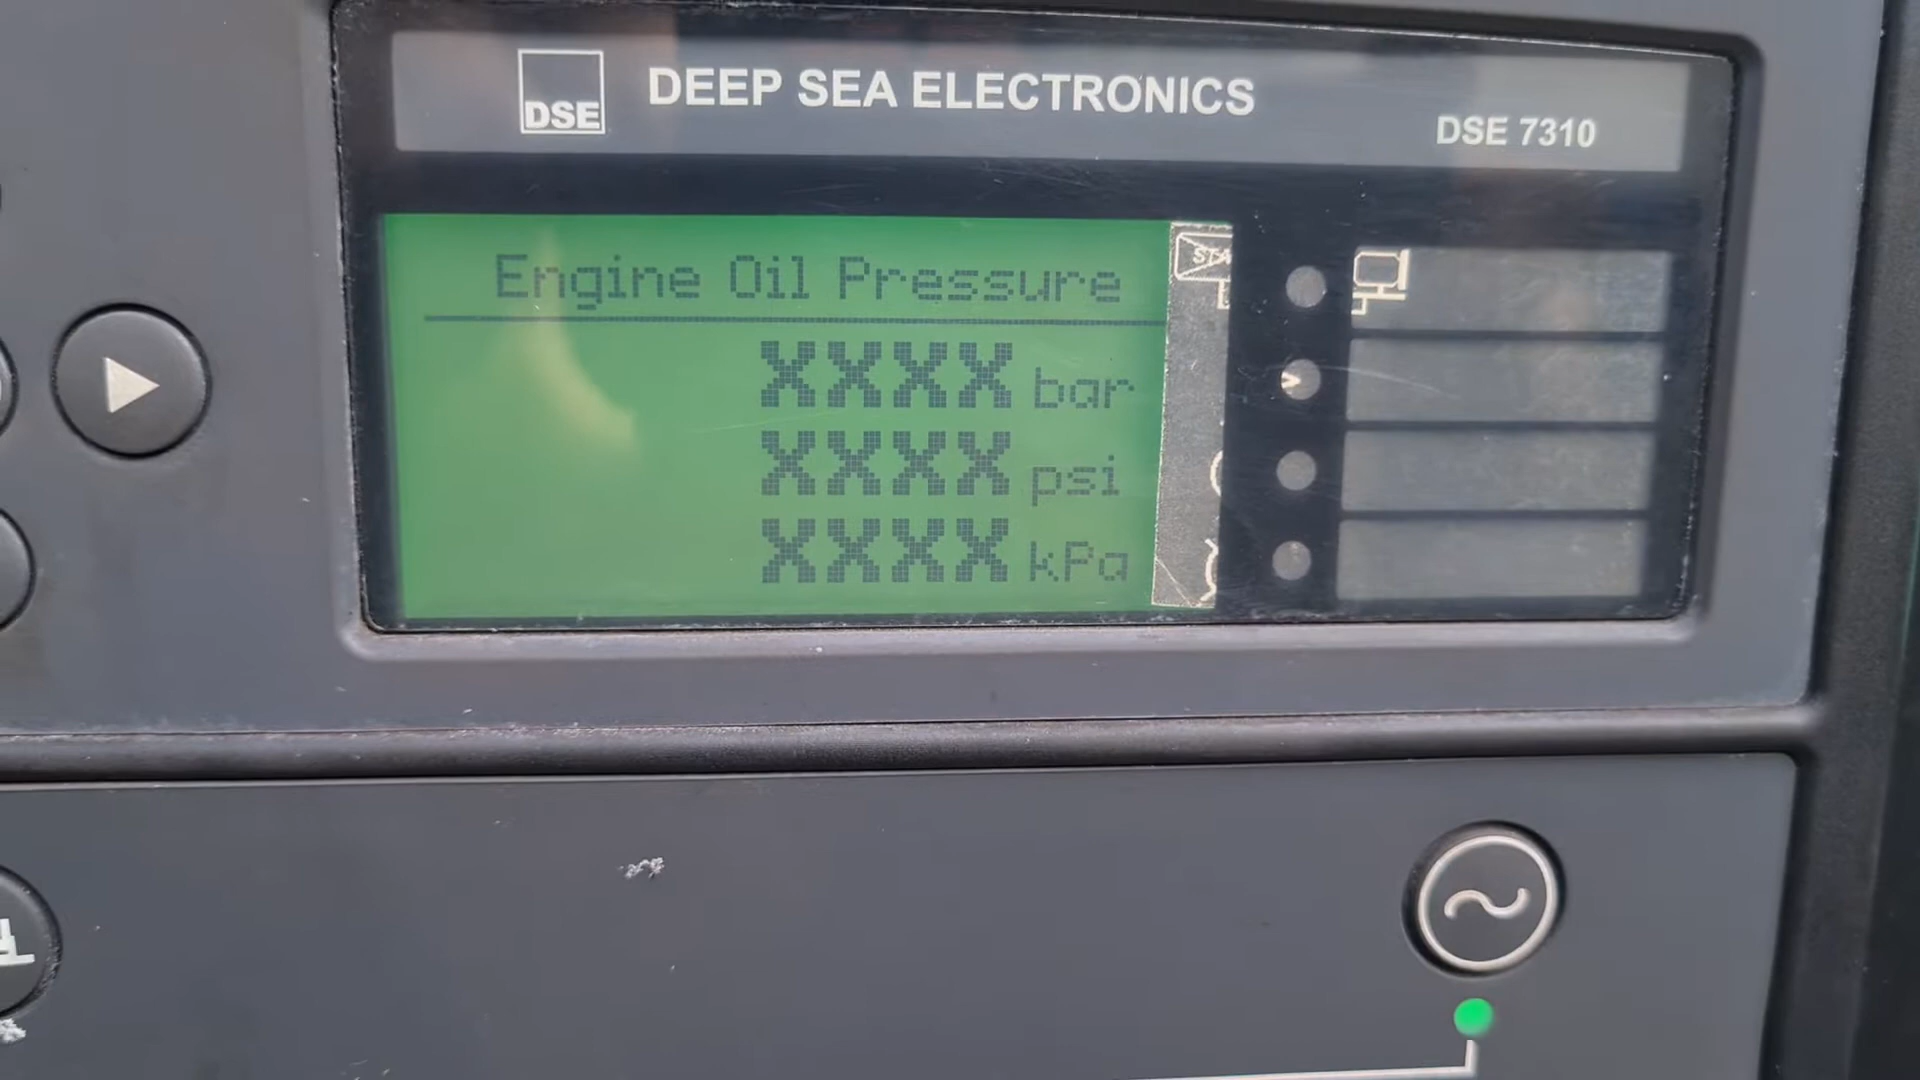 DSE
DEEP SEA ELECTRONICS
DSE 7310
Engine Oil Pressure
XXXX bar
XXXX psi
XXXX kPa